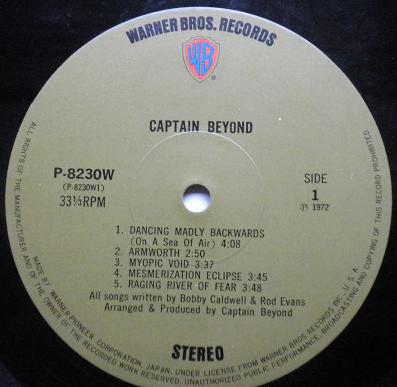 WARNER BROS. RECORDS
WB
®
CAPTAIN BEYOND
P-8230W
(P-8230W1)
33⅓RPM
SIDE
1
℗ 1972
1. DANCING MADLY BACKWARDS
(On A Sea Of Air) 4:08
2. ARMWORTH 2:50
3. MYOPIC VOID 3:37
4. MESMERIZATION ECLIPSE 3:45
5. RAGING RIVER OF FEAR 3:48
All songs written by Bobby Caldwell & Rod Evans
Arranged & Produced by Captain Beyond
STEREO
ALL RIGHTS OF THE MANUFACTURER AND OF THE OWNER OF THE RECORDED WORK RESERVED. UNAUTHORIZED PUBLIC PERFORMANCE, BROADCASTING AND COPYING OF THIS RECORD PROHIBITED.
MADE BY WARNER-PIONEER CORPORATION, JAPAN, UNDER LICENSE FROM WARNER BROS. RECORDS INC. U. S. A.